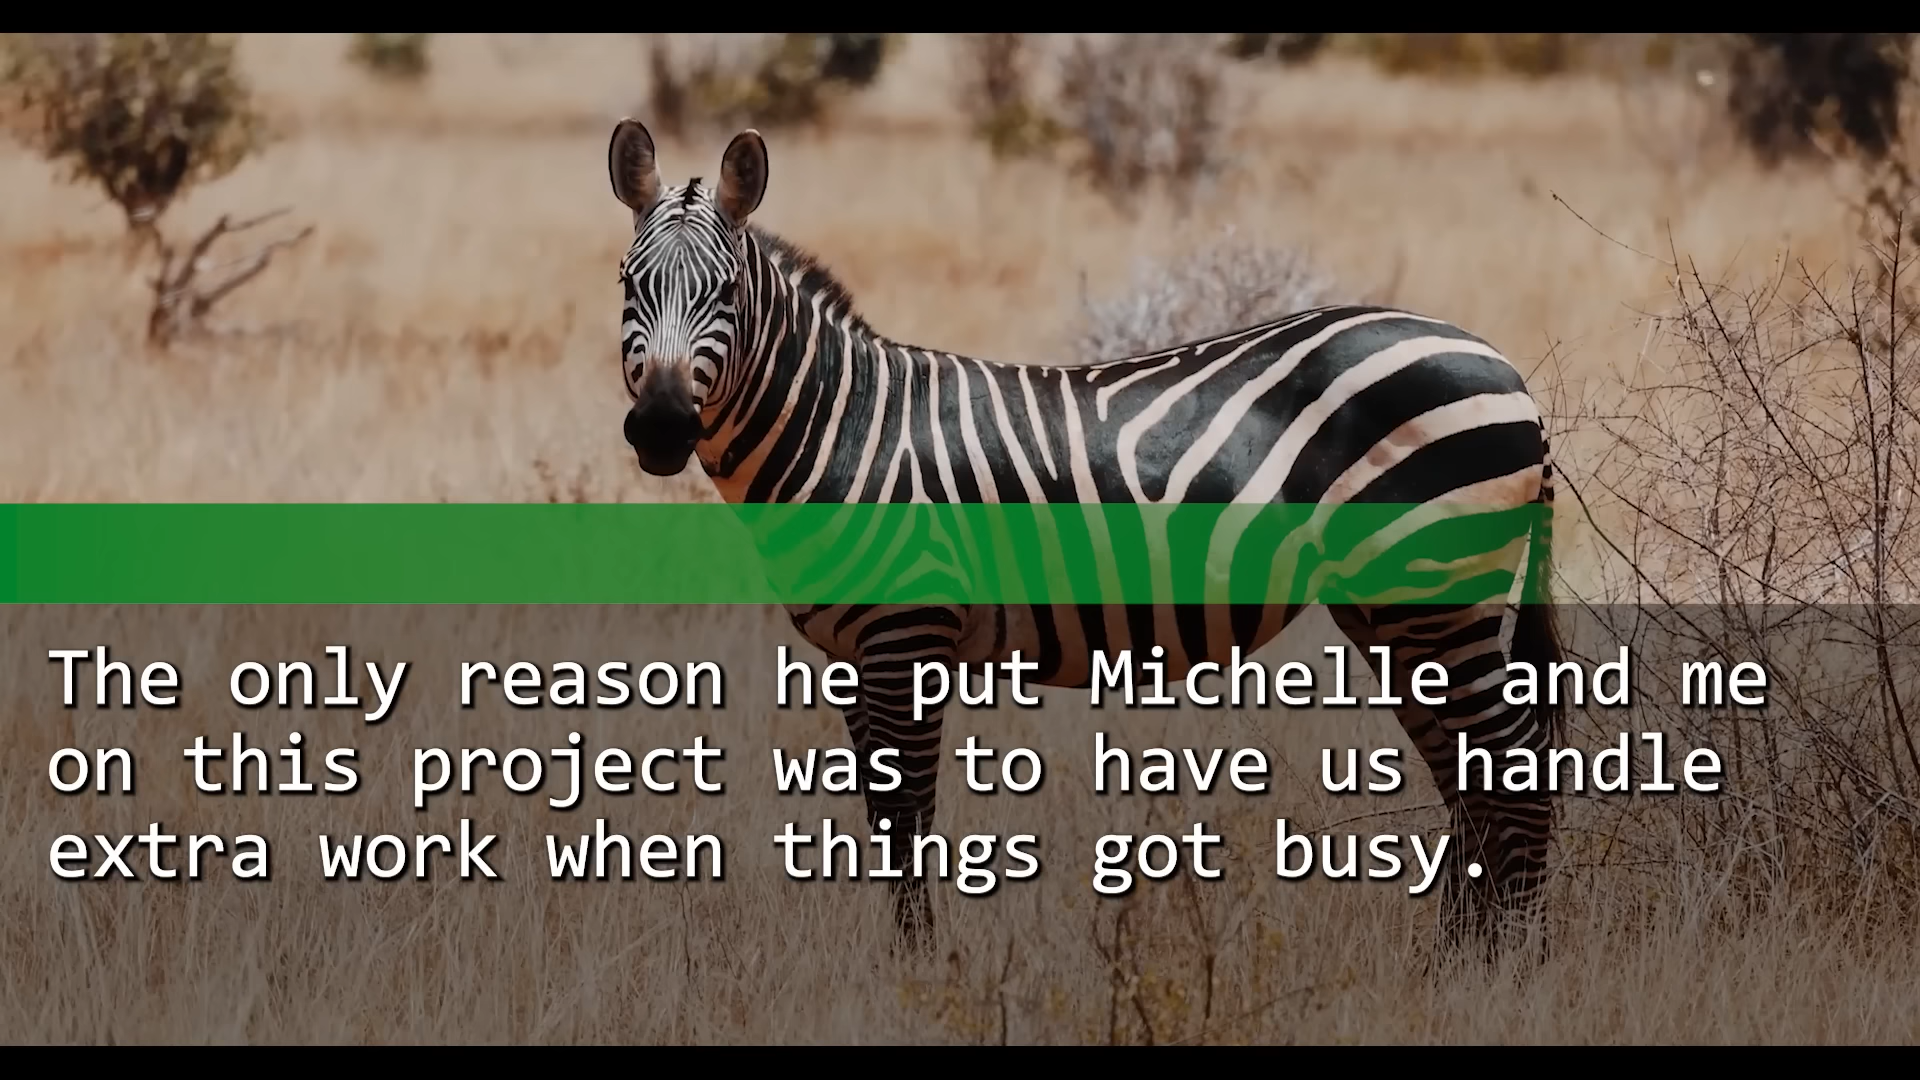 The only reason he put Michelle and me
on this project was to have us handle
extra work when things got busy.